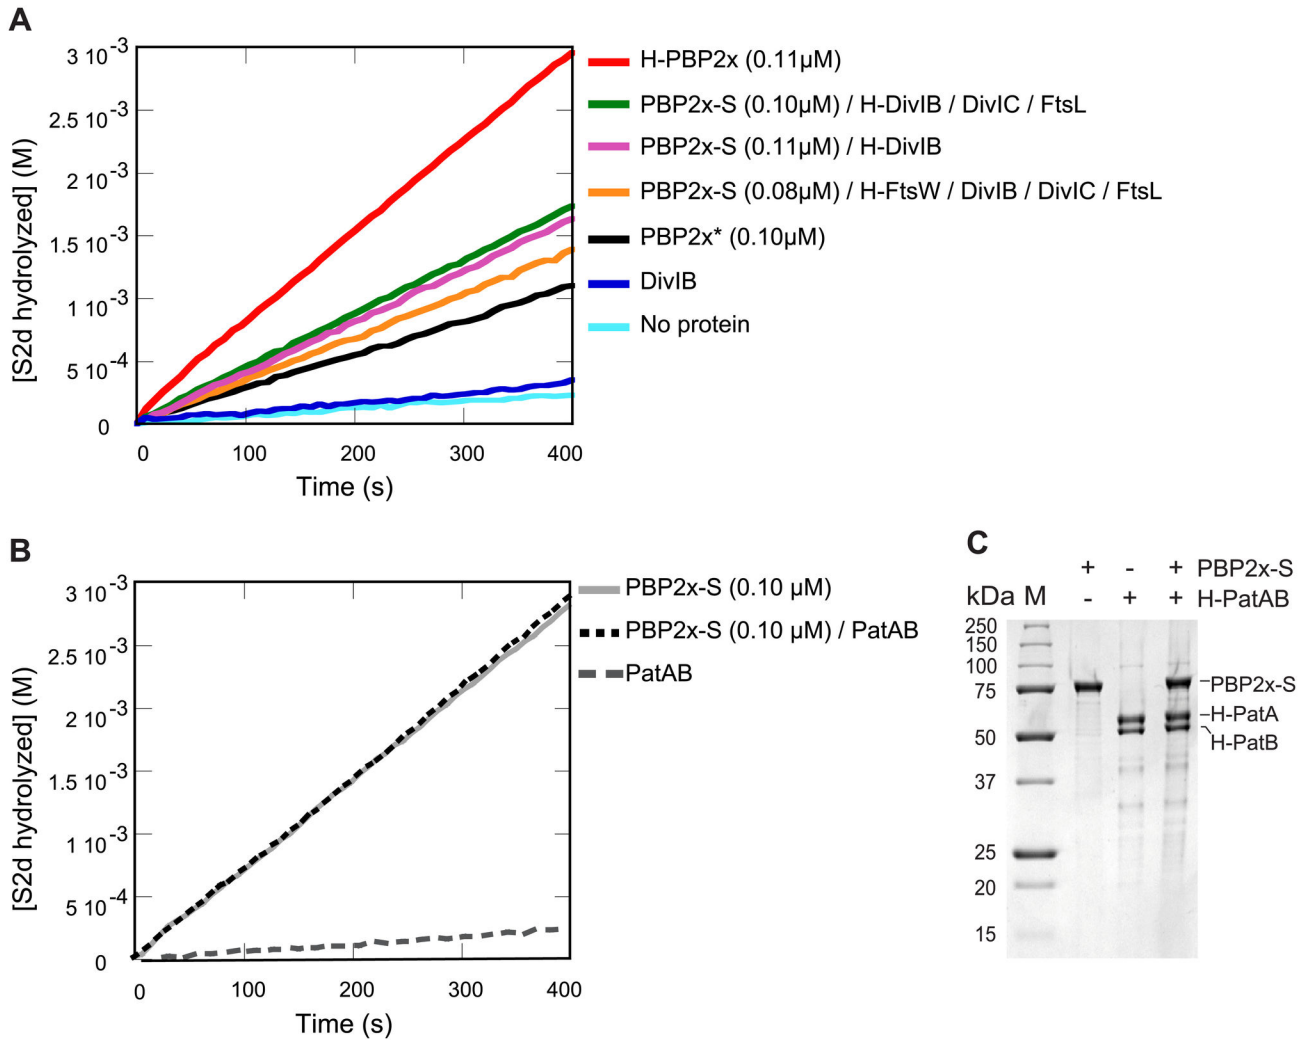 A
3 10-3
2.5 10-3
2 10-3
1.5 10-3
1 10-3
5 10-4
0
[S2d hydrolyzed] (M)
0 100 200 300 400
Time (s)
H-PBP2x (0.11µM)
PBP2x-S (0.10µM) / H-DivIB / DivIC / FtsL
PBP2x-S (0.11µM) / H-DivIB
PBP2x-S (0.08µM) / H-FtsW / DivIB / DivIC / FtsL
PBP2x* (0.10µM)
DivIB
No protein
B
3 10-3
2.5 10-3
2 10-3
1.5 10-3
1 10-3
5 10-4
0
[S2d hydrolyzed] (M)
0 100 200 300 400
Time (s)
PBP2x-S (0.10 µM)
PBP2x-S (0.10 µM) / PatAB
PatAB
C
+ - + PBP2x-S
kDa M - + + H-PatAB
250
150
100
75
50
37
25
20
15
PBP2x-S
H-PatA
H-PatB